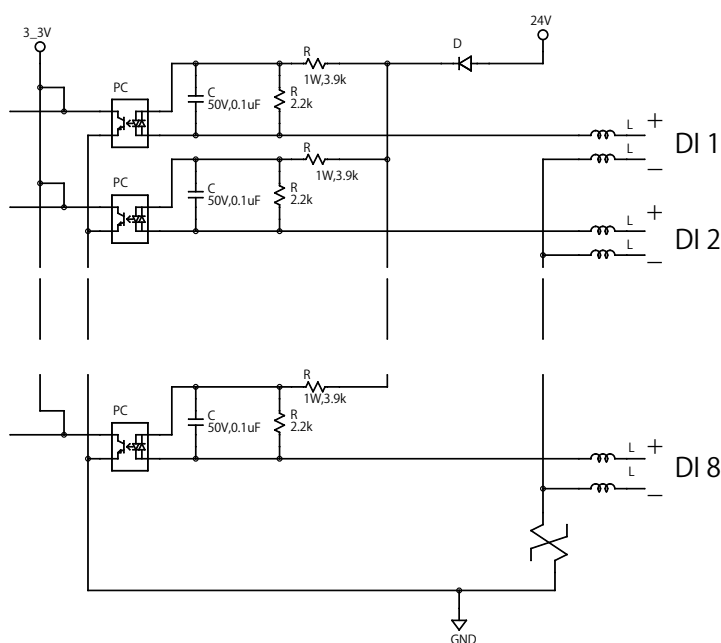 3_3V
24V
PC
C
50V,0.1uF
R
2.2k
R
1W,3.9k
D
L
+
L
—
DI 1
PC
C
50V,0.1uF
R
2.2k
R
1W,3.9k
L
+
L
—
DI 2
PC
C
50V,0.1uF
R
2.2k
R
1W,3.9k
L
+
L
—
DI 8
GND